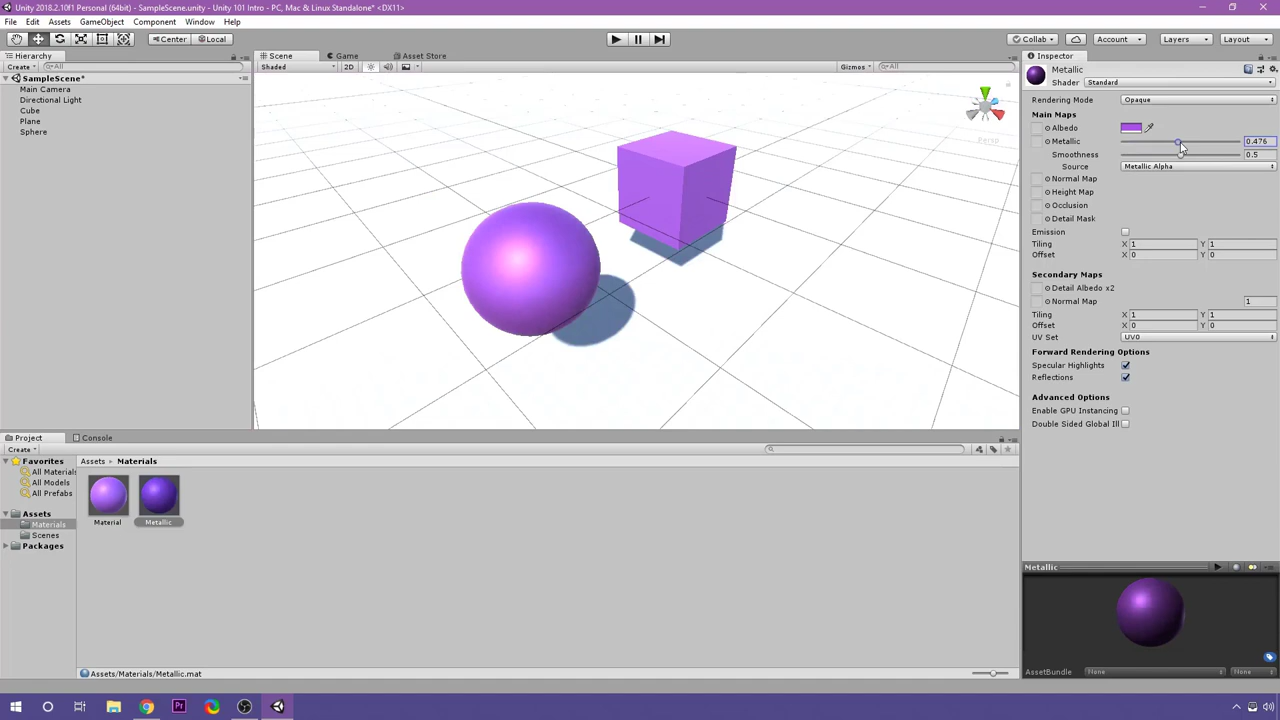 Unity 2018.2.10f1 Personal (64bit) - SampleScene.unity - Unity 101 Intro - PC, Mac & Linux Standalone* <DX11>
File Edit Assets GameObject Component Window Help
Center Local Collab Account Layers Layout
Hierarchy
Create All
SampleScene*
Main Camera
Directional Light
Cube
Plane
Sphere
Scene Game Asset Store
Shaded 2D Gizmos All
Persp
Inspector
Metallic
Shader Standard
Rendering Mode Opaque
Main Maps
Albedo
Metallic 0.476
Smoothness 0.5
Source Metallic Alpha
Normal Map
Height Map
Occlusion
Detail Mask
Emission
Tiling X 1 Y 1
Offset X 0 Y 0
Secondary Maps
Detail Albedo x2
Normal Map 1
Tiling X 1 Y 1
Offset X 0 Y 0
UV Set UV0
Forward Rendering Options
Specular Highlights
Reflections
Advanced Options
Enable GPU Instancing
Double Sided Global Ill
Project Console
Create
Favorites
All Materials
All Models
All Prefabs
Assets
Materials
Scenes
Packages
Assets Materials
Material Metallic
Assets/Materials/Metallic.mat
Metallic
AssetBundle None None
Pr